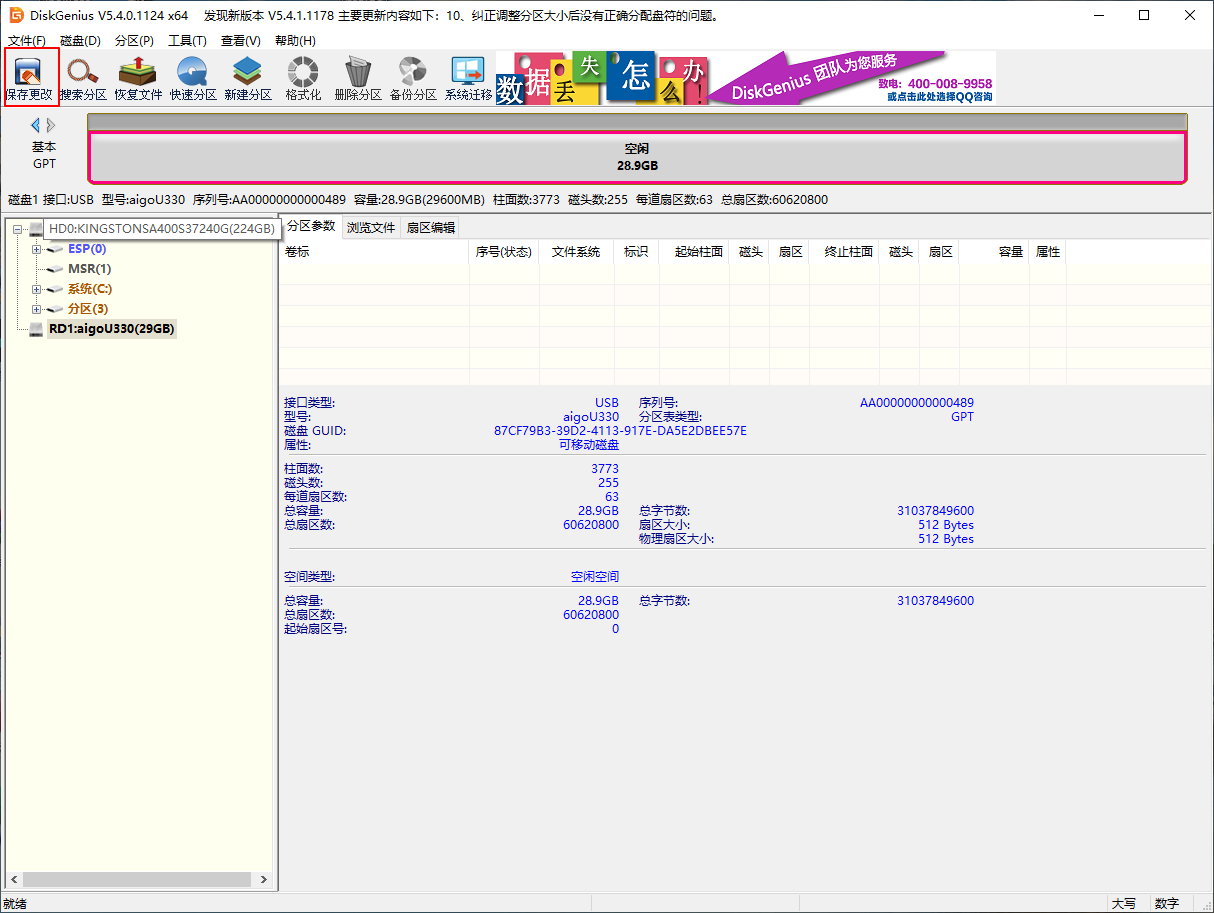 DiskGenius V5.4.0.1124 x64 发现新版本 V5.4.1.1178 主要更新内容如下：10、纠正调整分区大小后没有正确分配盘符的问题。
文件(F) 磁盘(D) 分区(P) 工具(T) 查看(V) 帮助(H)
保存更改 搜索分区 恢复文件 快速分区 新建分区 格式化 删除分区 备份分区 系统迁移
数据丢失怎么办!
DiskGenius 团队为您服务
致电：400-008-9958
或点击此处选择QQ咨询
基本
GPT
空闲
28.9GB
磁盘1 接口:USB 型号:aigoU330 序列号:AA00000000000489 容量:28.9GB(29600MB) 柱面数:3773 磁头数:255 每道扇区数:63 总扇区数:60620800
HD0:KINGSTONSA400S37240G(224GB)
ESP(0)
MSR(1)
系统(C:)
分区(3)
RD1:aigoU330(29GB)
分区参数 浏览文件 扇区编辑
卷标 序号(状态) 文件系统 标识 起始柱面 磁头 扇区 终止柱面 磁头 扇区 容量 属性
接口类型: USB 序列号: AA00000000000489
型号: aigoU330 分区表类型: GPT
磁盘 GUID: 87CF79B3-39D2-4113-917E-DA5E2DBEE57E
属性: 可移动磁盘
柱面数: 3773
磁头数: 255
每道扇区数: 63
总容量: 28.9GB 总字节数: 31037849600
总扇区数: 60620800 扇区大小: 512 Bytes
物理扇区大小: 512 Bytes
空间类型: 空闲空间
总容量: 28.9GB 总字节数: 31037849600
总扇区数: 60620800
起始扇区号: 0
就绪 大写 数字